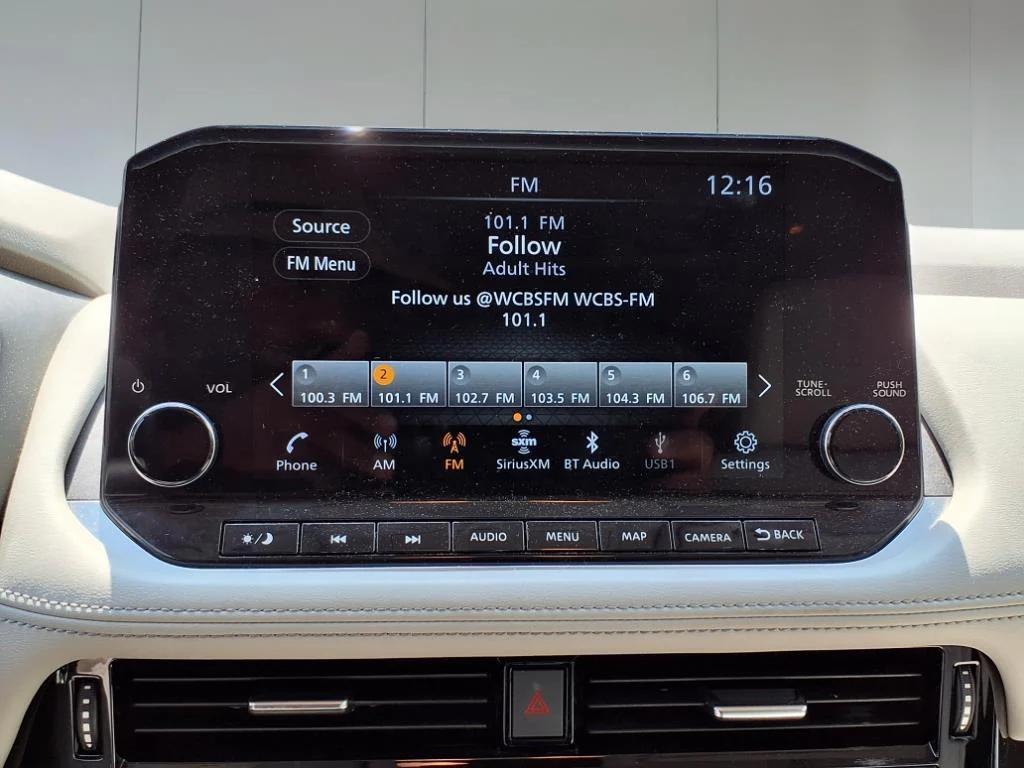 FM
12:16
Source
101.1 FM
Follow
FM Menu
Adult Hits
Follow us @WCBSFM WCBS-FM
101.1
VOL
1 2 3 4 5 6
100.3 FM 101.1 FM 102.7 FM 103.5 FM 104.3 FM 106.7 FM
TUNE-
SCROLL
PUSH
SOUND
sxm
Phone AM FM SiriusXM BT Audio USB1 Settings
AUDIO MENU MAP CAMERA BACK